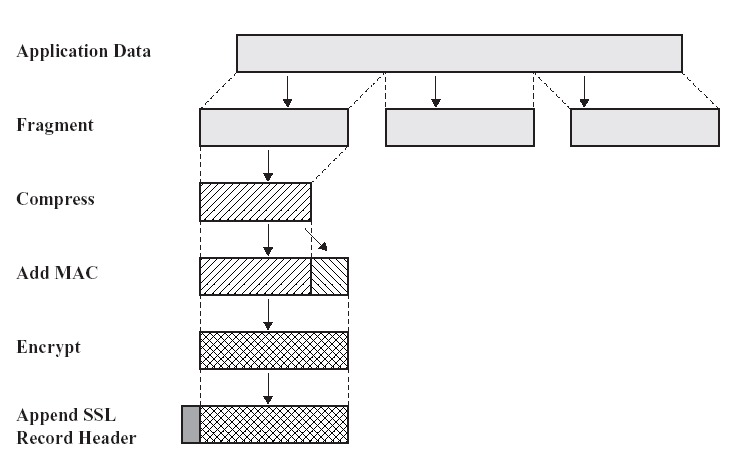 Application Data
Fragment
Compress
Add MAC
Encrypt
Append SSL
Record Header